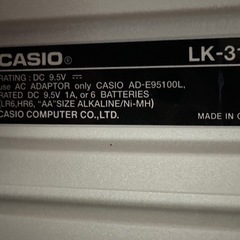 CASIO®
LK-31
RATING: DC 9.5V
use AC ADAPTOR only CASIO AD-E95100L,
RATED DC 9.5V 1A, or 6 BATTERIES
(LR6,HR6, "AA"SIZE ALKALINE/Ni-MH)
CASIO COMPUTER CO.,LTD.
MADE IN C